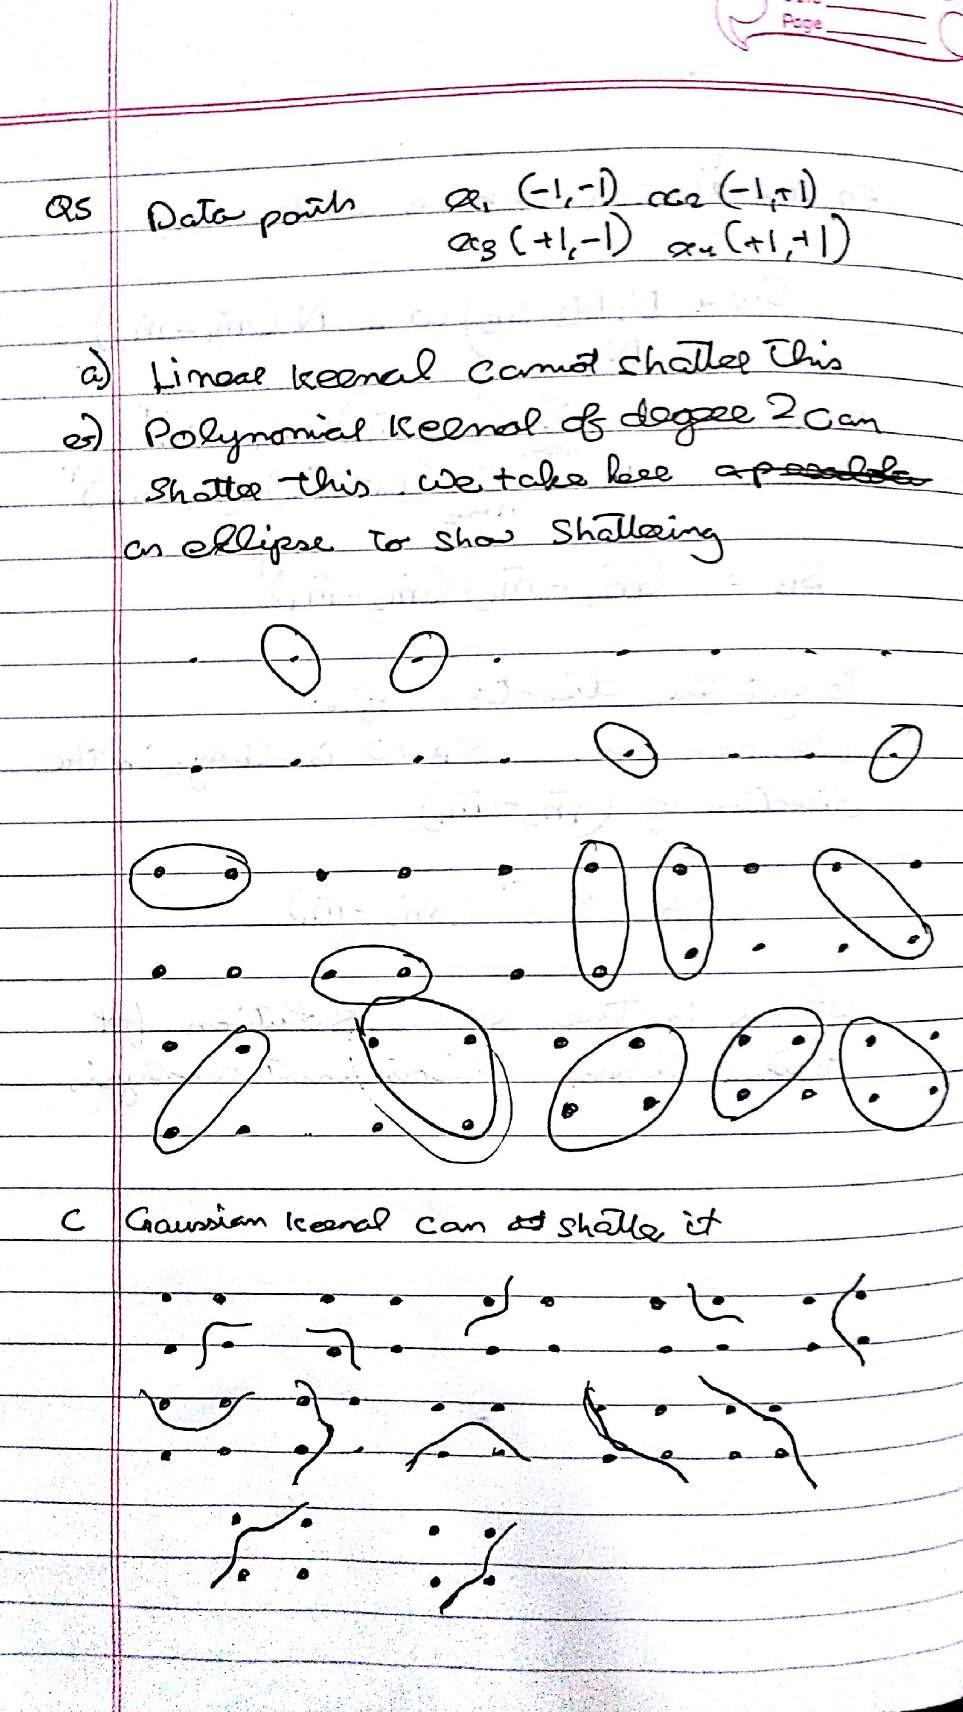 Page
Q5 Data points x₁ (-1,-1) x₂ (-1,+1)
x₃ (+1,-1) x₄ (+1,+1)
a) Linear kernal cannot shatter this
Polynomial kernal of degree 2 can
shatter this. we take here
an ellipse to show shattering
C Gaussian kernal can shatter it